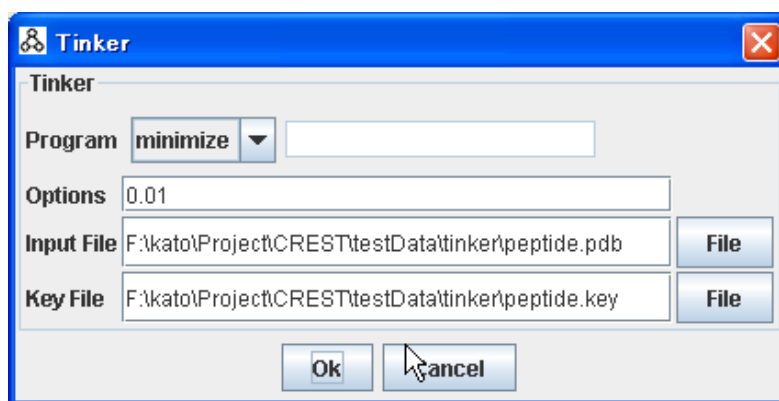 Tinker
Tinker
Program minimize
Options 0.01
Input File F:\kato\Project\CREST\testData\tinker\peptide.pdb File
Key File F:\kato\Project\CREST\testData\tinker\peptide.key File
Ok Cancel